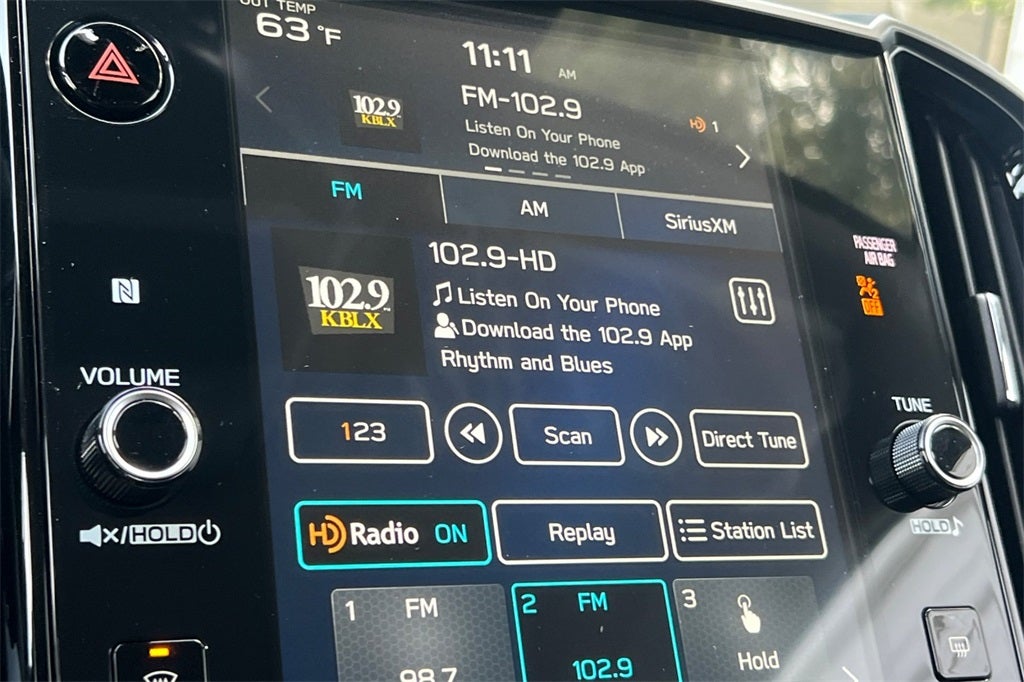 OUT TEMP
63 °F
11:11 AM
102.9
KBLX
FM-102.9
HD 1
Listen On Your Phone
Download the 102.9 App
FM
AM
SiriusXM
PASSENGER
AIR BAG
2
OFF
102.9-HD
102.9
KBLX
Listen On Your Phone
Download the 102.9 App
Rhythm and Blues
VOLUME
TUNE
123
Scan
Direct Tune
HD Radio ON
Replay
Station List
/HOLD
HOLD
1 FM
98.7
2 FM
102.9
3
Hold